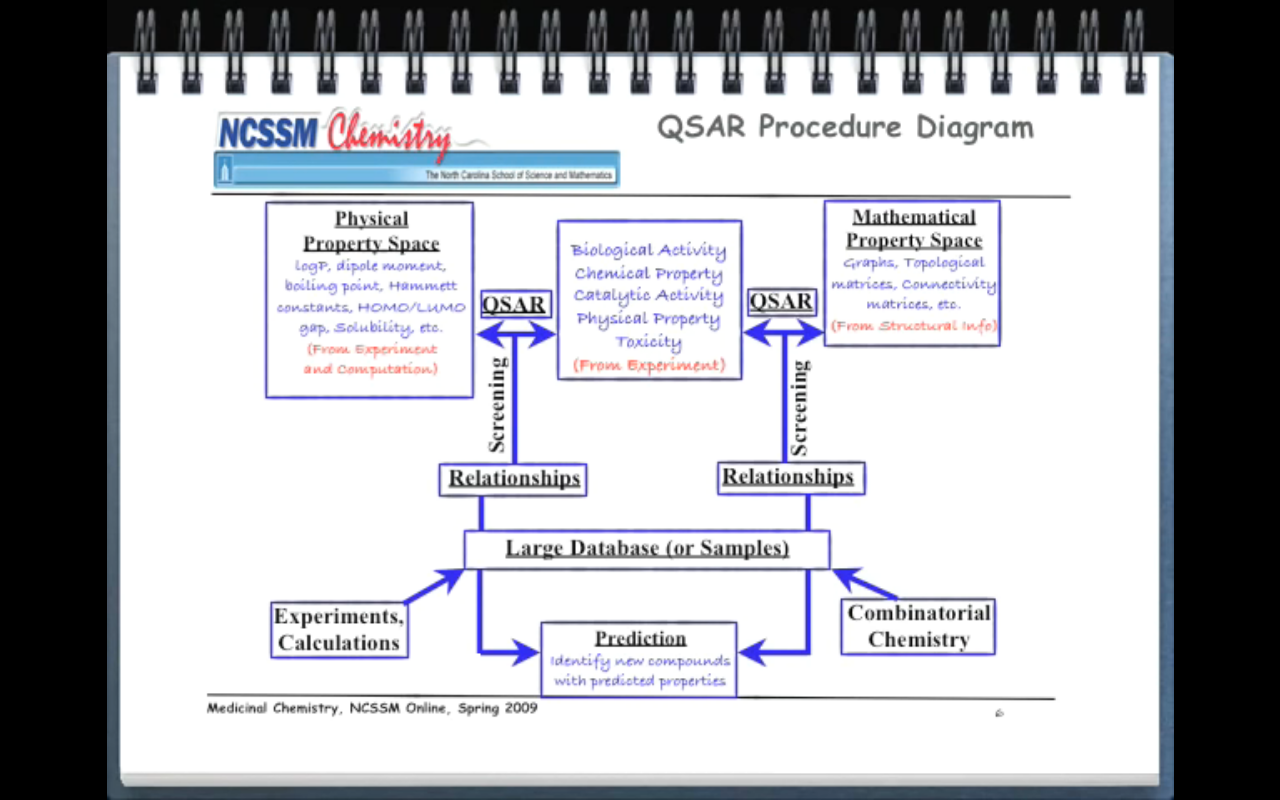 NCSSM Chemistry
The North Carolina School of Science and Mathematics
QSAR Procedure Diagram
Physical
Property Space
logP, dipole moment,
boiling point, Hammett
constants, HOMO/LUMO
gap, Solubility, etc.
(From Experiment
and Computation)
QSAR
Screening
Biological Activity
Chemical Property
Catalytic Activity
Physical Property
Toxicity
(From Experiment)
QSAR
Screening
Mathematical
Property Space
Graphs, Topological
matrices, Connectivity
matrices, etc.
(From Structural Info)
Relationships
Relationships
Large Database (or Samples)
Experiments,
Calculations
Combinatorial
Chemistry
Prediction
Identify new compounds
with predicted properties
Medicinal Chemistry, NCSSM Online, Spring 2009
6